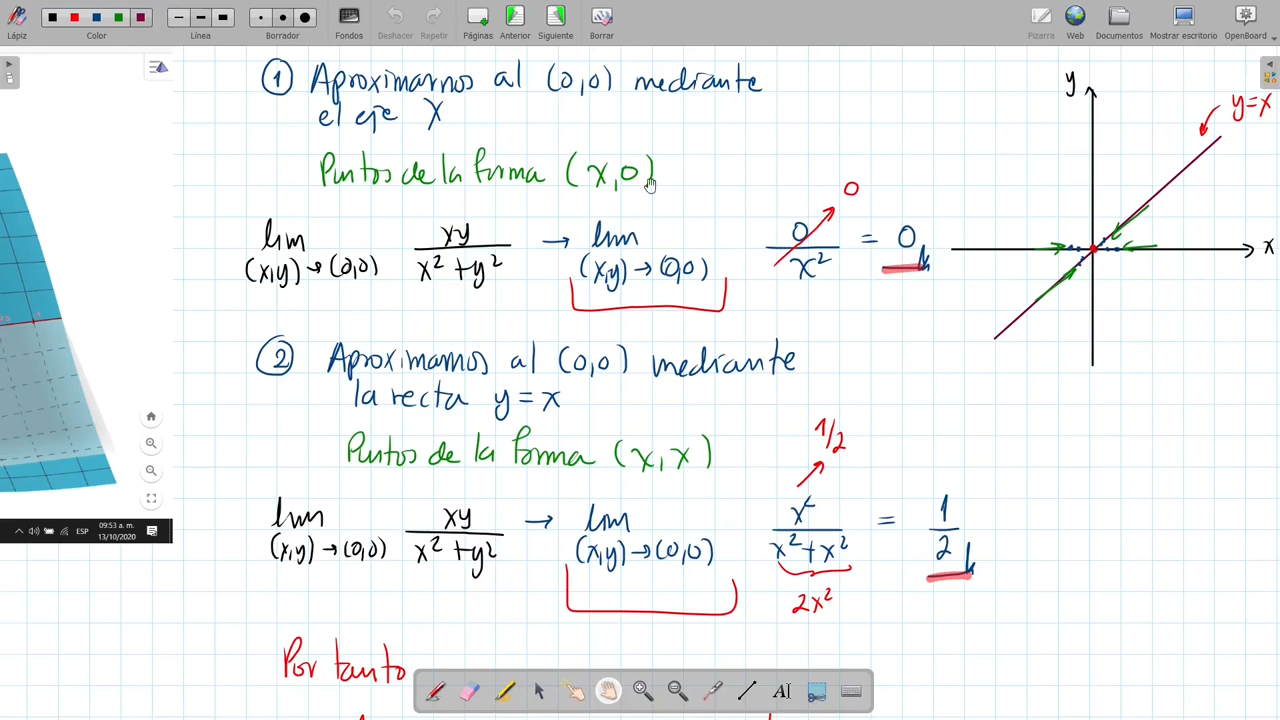 Lápiz Color Línea Borrador Fondos Deshacer Repetir Páginas Anterior Siguiente Borrar Pizarra Web Documentos Mostrar escritorio OpenBoard
① Aproximarnos al (0,0) mediante
el eje X
Puntos de la forma (x,0)
lim (x,y)→(0,0) xy / x²+y² → lim (x,y)→(0,0) 0 / x² = 0
0
y
y=x
x
② Aproximarnos al (0,0) mediante
la recta y=x
Puntos de la forma (x,x)
1/2
lim (x,y)→(0,0) xy / x²+y² → lim (x,y)→(0,0) x² / x²+x² = 1/2
2x²
Por tanto
ESP
09:53 a.m.
13/10/2020
AI